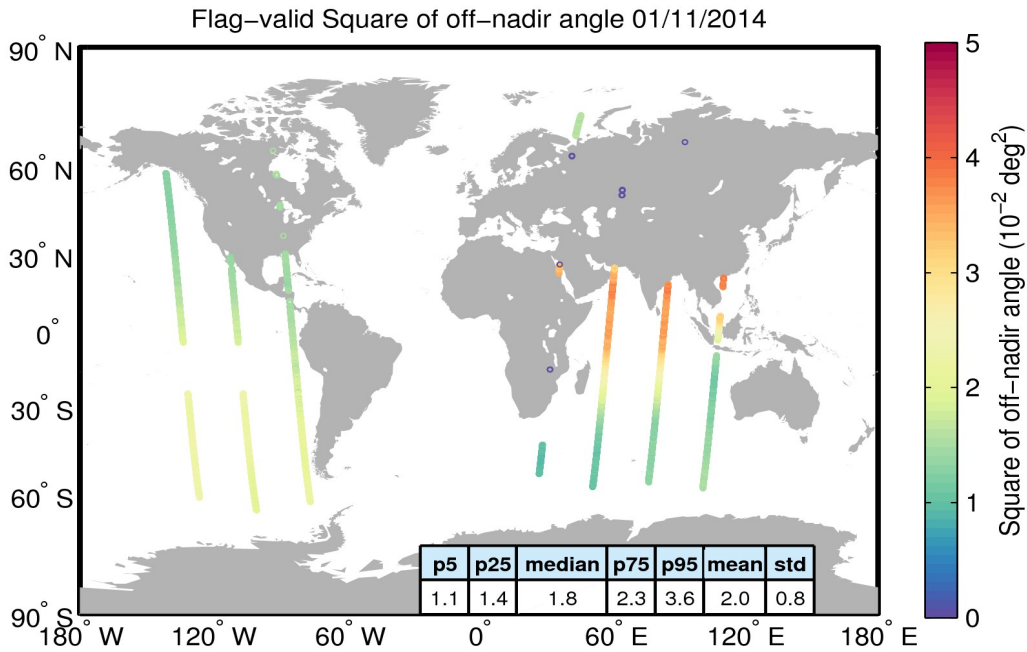 Flag−valid Square of off−nadir angle 01/11/2014
90° N
60° N
30° N
0°
30° S
60° S
90° S
180° W
120° W
60° W
0°
60° E
120° E
180° E
p5 p25 median p75 p95 mean std
1.1 1.4 1.8 2.3 3.6 2.0 0.8
5
4
3
2
1
0
Square of off−nadir angle (10⁻² deg²)